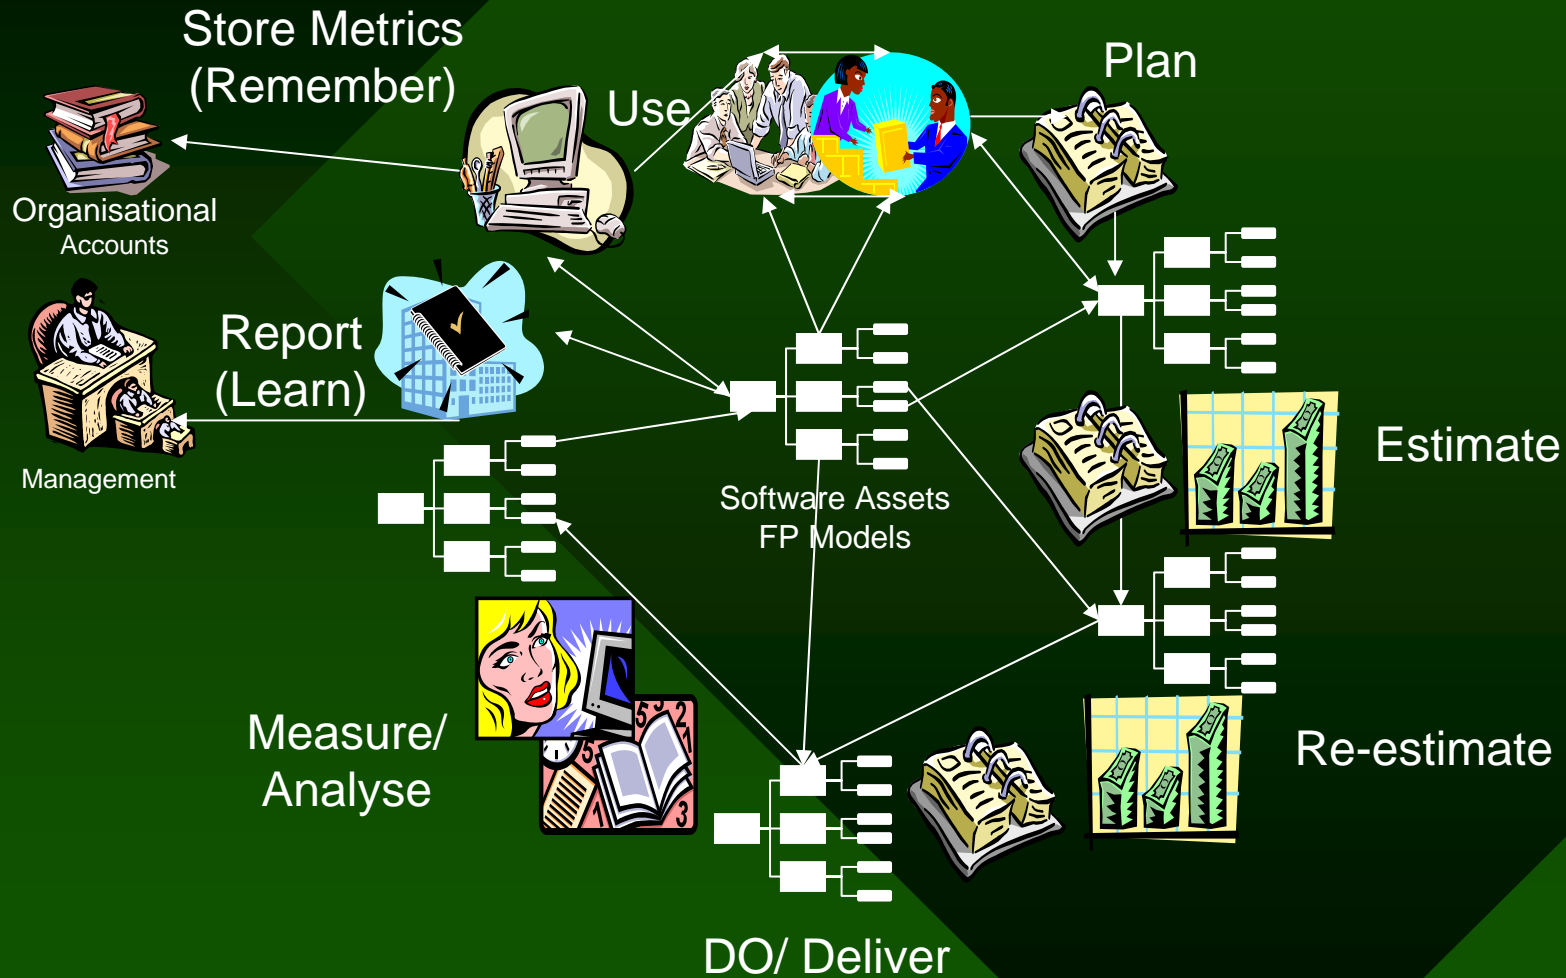 Store Metrics
(Remember)
Use
Plan
Organisational
Accounts
Report
(Learn)
Management
Software Assets
FP Models
Estimate
Measure/
Analyse
Re-estimate
DO/ Deliver